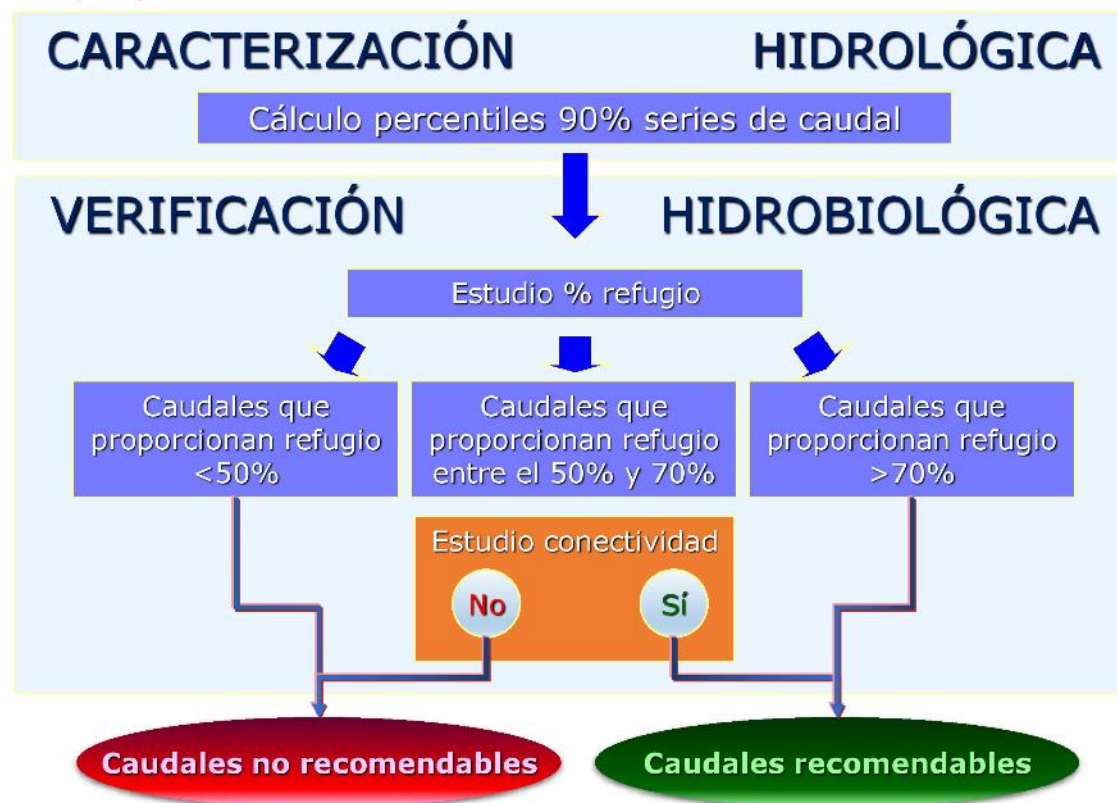 CARACTERIZACIÓN HIDROLÓGICA
Cálculo percentiles 90% series de caudal
VERIFICACIÓN HIDROBIOLÓGICA
Estudio % refugio
Caudales que
proporcionan refugio
<50%
Caudales que
proporcionan refugio
entre el 50% y 70%
Caudales que
proporcionan refugio
>70%
Estudio conectividad
No
Sí
Caudales no recomendables
Caudales recomendables